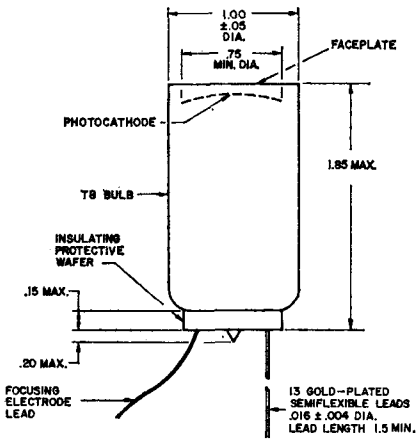 1.00
±.05
DIA.
FACEPLATE
.75
MIN. DIA.
PHOTOCATHODE
1.85 MAX.
T8 BULB
INSULATING
PROTECTIVE
WAFER
.15 MAX.
.20 MAX.
FOCUSING
ELECTRODE
LEAD
13 GOLD-PLATED
SEMIFLEXIBLE LEADS
.016 ± .004 DIA.
LEAD LENGTH 1.5 MIN.